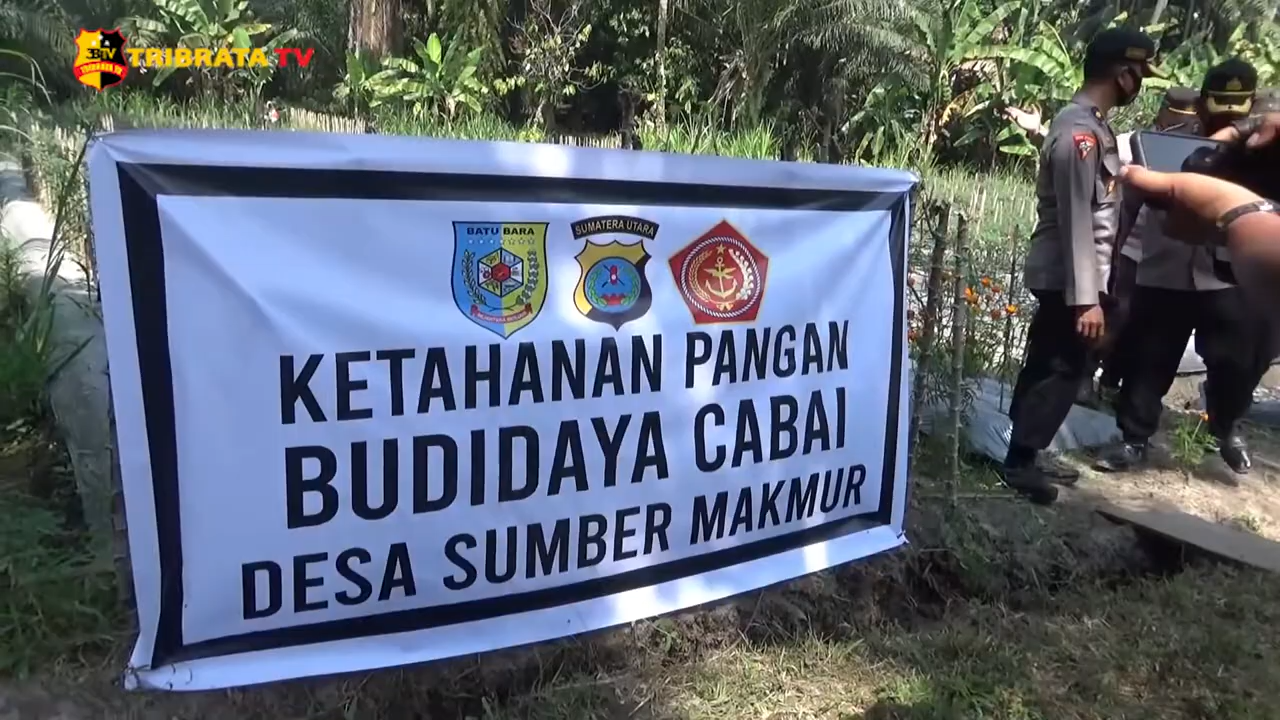 TRIBRATA TV
BATU BARA
SUMATERA UTARA
KETAHANAN PANGAN
BUDIDAYA CABAI
DESA SUMBER MAKMUR